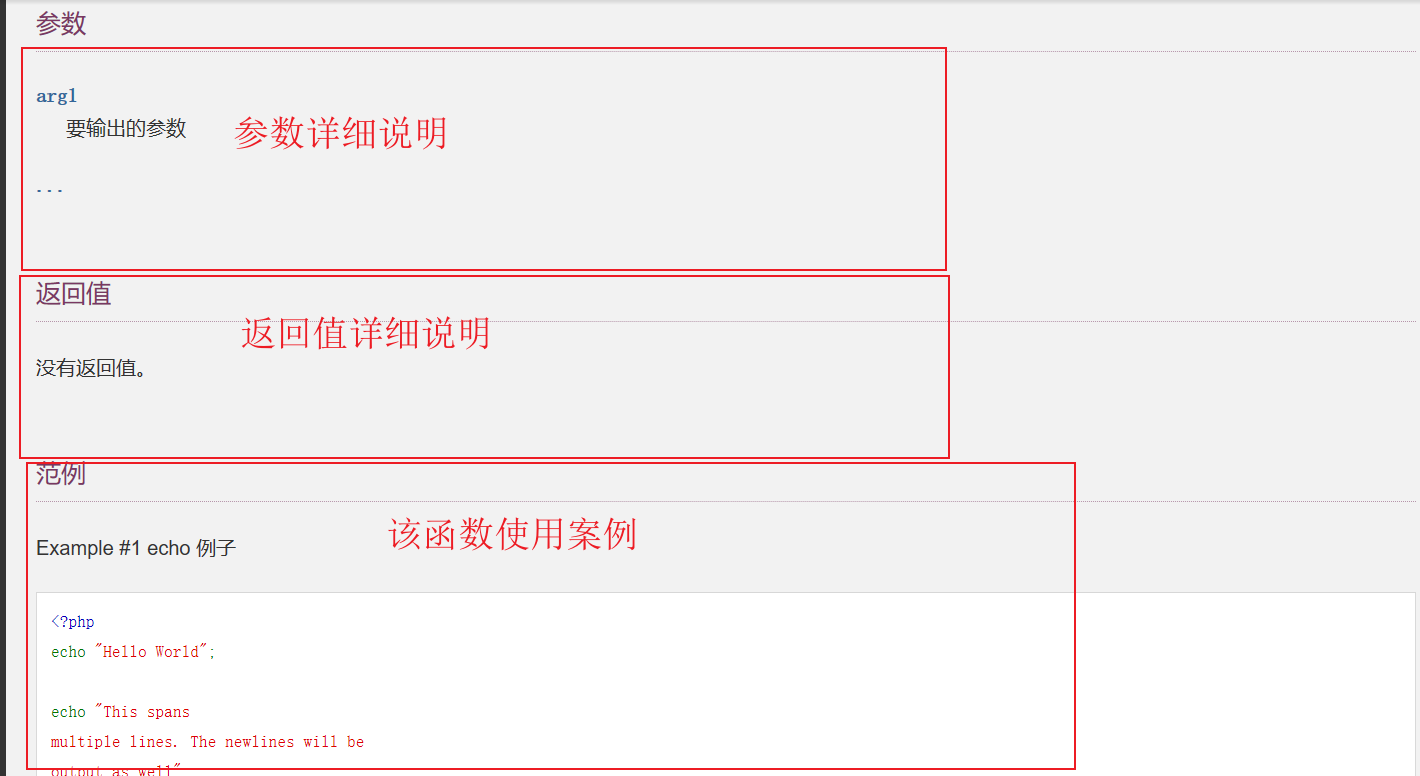 参数
arg1
要输出的参数
参数详细说明
...
返回值
返回值详细说明
没有返回值。
范例
该函数使用案例
Example #1 echo 例子
<?php
echo "Hello World";
echo "This spans
multiple lines. The newlines will be
output as well"